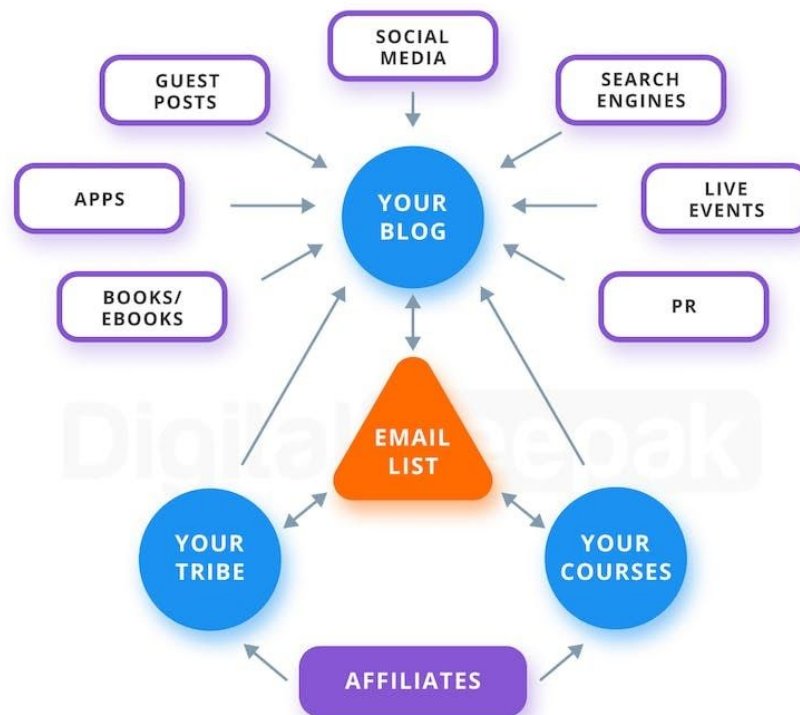 SOCIAL
MEDIA
GUEST
POSTS
SEARCH
ENGINES
APPS
YOUR
BLOG
LIVE
EVENTS
BOOKS/
EBOOKS
PR
EMAIL
LIST
DigitalDeepak
YOUR
TRIBE
YOUR
COURSES
AFFILIATES